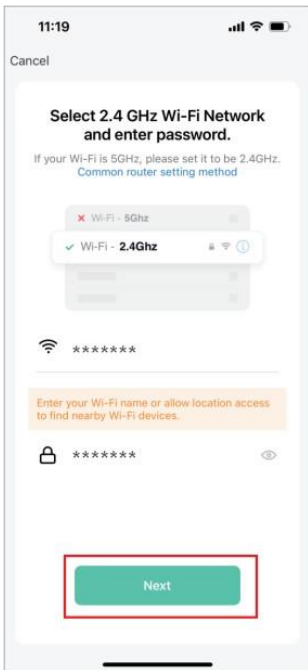 11:19
Cancel
Select 2.4 GHz Wi-Fi Network
and enter password.
If your Wi-Fi is 5GHz, please set it to be 2.4GHz.
Common router setting method
Wi-Fi - 5Ghz
Wi-Fi - 2.4Ghz
*******
Enter your Wi-Fi name or allow location access
to find nearby Wi-Fi devices.
*******
Next